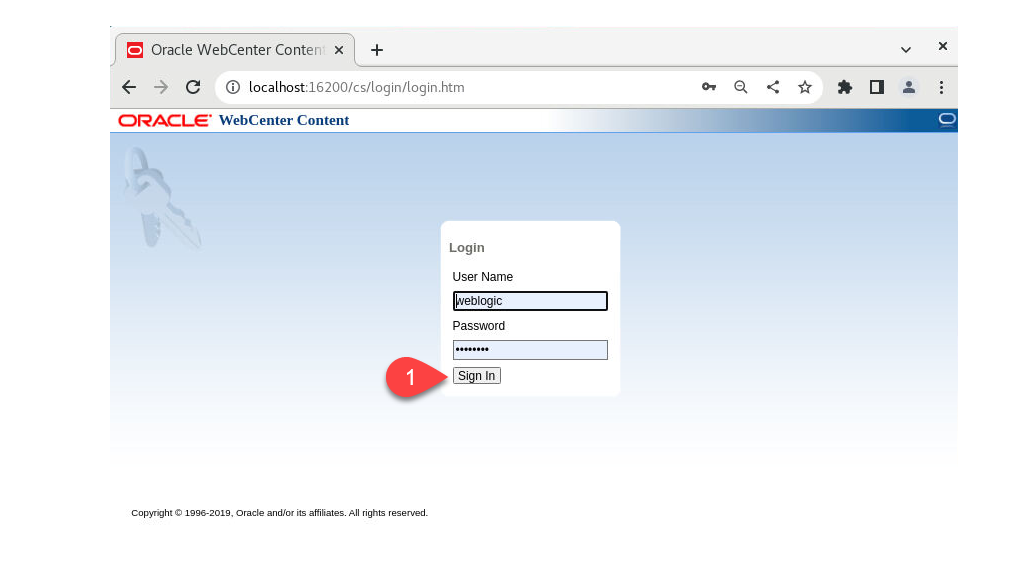 Oracle WebCenter Content
localhost:16200/cs/login/login.htm
ORACLE WebCenter Content
Login
User Name
weblogic
Password
••••••••
1
Sign In
Copyright © 1996-2019, Oracle and/or its affiliates. All rights reserved.